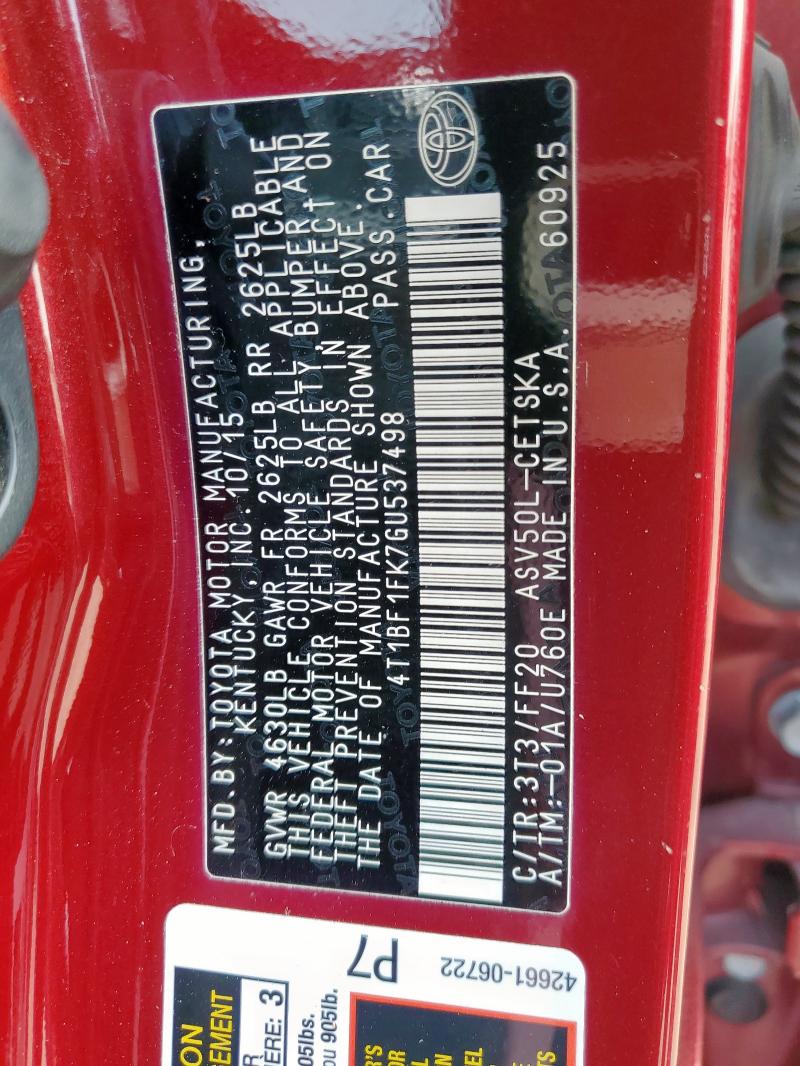 MFD.BY:TOYOTA MOTOR MANUFACTURING,
KENTUCKY,INC. 10/15
GVWR 4630LB GAWR FR 2625LB RR 2625LB
THIS VEHICLE CONFORMS TO ALL APPLICABLE
FEDERAL MOTOR VEHICLE SAFETY BUMPER,AND
THEFT PREVENTION STANDARDS IN EFFECT ON
THE DATE OF MANUFACTURE SHOWN ABOVE.
4T1BF1FK7GU537498 PASS.CAR
C/TR:3T3/FF20 ASV50L-CETSKA
A/TM:-01A/U760E MADE IN U.S.A. 60925
P7
42661-06722
3